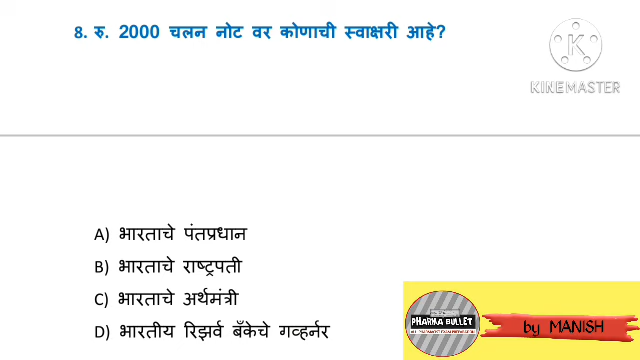 8. रु. 2000 चलन नोट वर कोणाची स्वाक्षरी आहे?
KINEMASTER
A) भारताचे पंतप्रधान
B) भारताचे राष्ट्रपती
C) भारताचे अर्थमंत्री
D) भारतीय रिझर्व बँकेचे गव्हर्नर
PHARMA BULLET
by MANISH